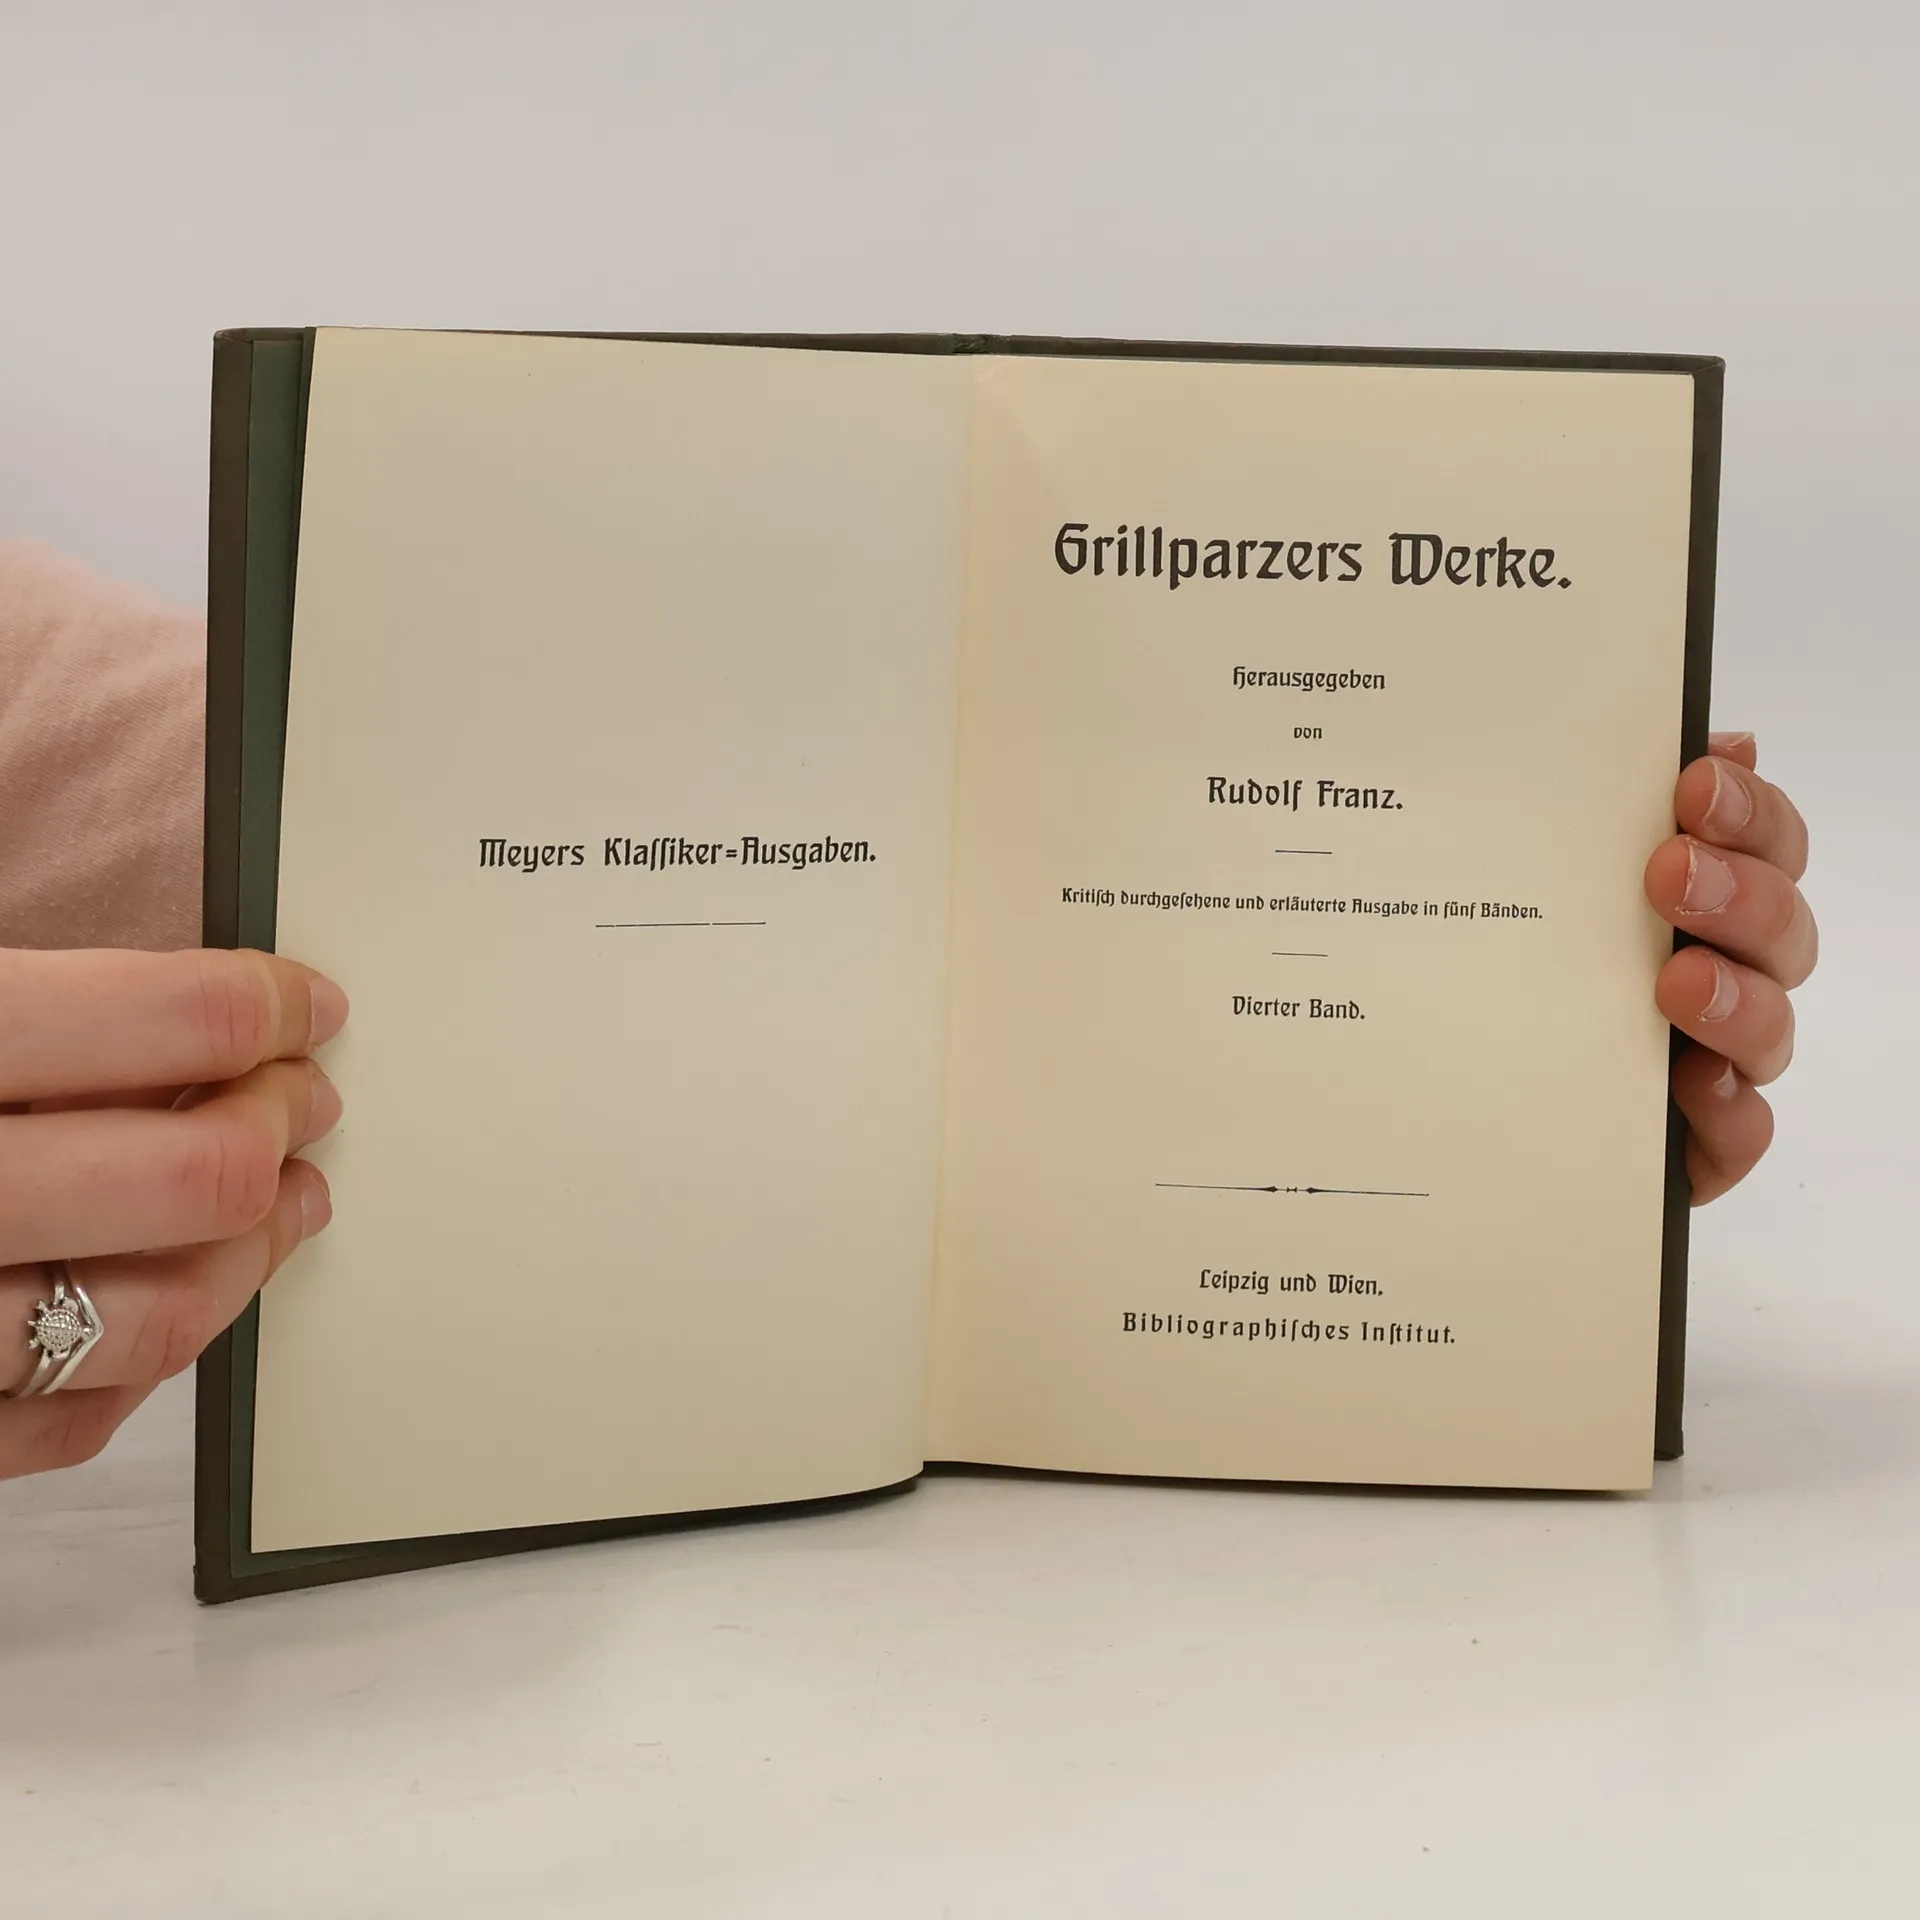 Meyers Klaſſiker=Ausgaben.
Grillparzers Werke.
Herausgegeben
von
Rudolf Franz.
Kritiſch durchgeſehene und erläuterte Ausgabe in fünf Bänden.
Vierter Band.
Leipzig und Wien.
Bibliographiſches Inſtitut.